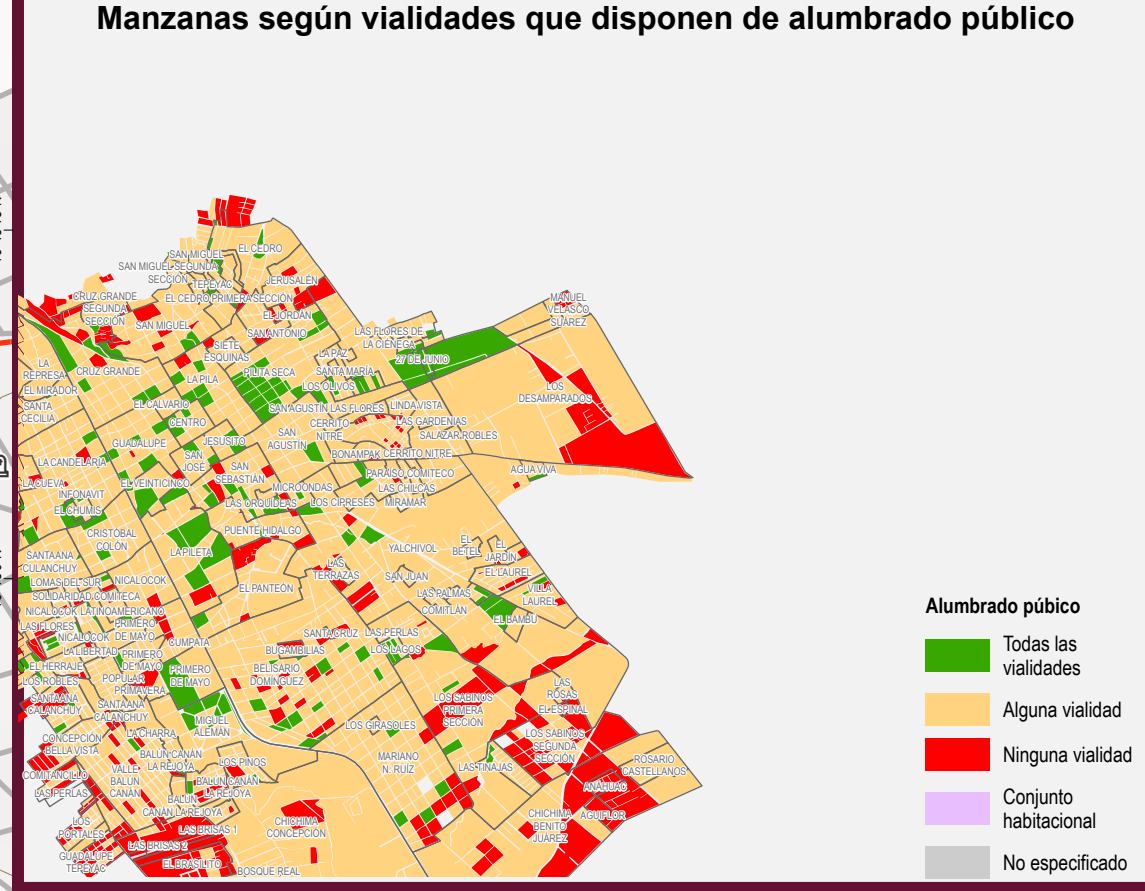 Manzanas según vialidades que disponen de alumbrado público
EL CEDRO
SAN MIGUEL
SAN MIGUEL SEGUNDA
SECCIÓN
TEPEYAC
JERUSALÉN
CRUZ GRANDE
SEGUNDA
SECCIÓN
EL CEDRO PRIMERA SECCIÓN
EL JORDÁN
SAN MIGUEL
SAN ANTONIO
MANUEL
VELASCO
SUÁREZ
LAS FLORES DE
LA CIÉNEGA
SIETE
ESQUINAS
LA PAZ
27 DE JUNIO
LA
REPRESA
CRUZ GRANDE
LA PILA
PILITA SECA
SANTA MARÍA
LOS OLIVOS
LOS
DESAMPARADOS
EL MIRADOR
SANTA
CECILIA
EL CALVARIO
CENTRO
SAN AGUSTÍN
LAS FLORES
LINDA VISTA
CERRITO
NITRE
LAS GARDENIAS
SALAZAR ROBLES
GUADALUPE
JESUSITO
SAN
AGUSTÍN
BONAMPAK
CERRITO NITRE
LA CANDELARIA
SAN
JOSÉ
SAN
SEBASTIÁN
AGUA VIVA
PARAÍSO COMITECO
LA CUEVA
INFONAVIT
EL CHUMIS
EL VEINTICINCO
MICROONDAS
LAS CHILCAS
LAS ORQUÍDEAS
LOS CIPRESES
MIRAMAR
CRISTÓBAL
COLÓN
PUENTE HIDALGO
LA PILETA
YALCHIVOL
EL
BETEL
EL
JARDÍN
SANTA ANA
CULANCHUY
LOMAS DEL SUR
NICALOCOK
LAS
TERRAZAS
SAN JUAN
EL LAUREL
EL PANTEÓN
VILLA
LAUREL
SOLIDARIDAD COMITECA
LAS PALMAS
COMITLÁN
NICALOCOK LATINOAMERICANO
EL BAMBÚ
LAS FLORES
PRIMERO
DE MAYO
NICALOCOK
CUMPATA
SANTA CRUZ
LAS PERLAS
LA LIBERTAD
BUGAMBILIAS
LOS LAGOS
EL HERRAJE
PRIMERO
DE MAYO
POPULAR
PRIMERO
DE MAYO
BELISARIO
DOMÍNGUEZ
LOS ROBLES
PRIMAVERA
SANTA ANA
CALANCHUY
SANTA ANA
CALANCHUY
LOS SABINOS
PRIMERA
SECCIÓN
LAS
ROSAS
EL ESPINAL
MIGUEL
ALEMÁN
LOS GIRASOLES
CONCEPCIÓN
BELLA VISTA
LA CHARRA
LOS SABINOS
SEGUNDA
SECCIÓN
BALÚN CANÁN
LA REJOYA
LOS PINOS
MARIANO
N. RUÍZ
LAS TINAJAS
ROSARIO
CASTELLANOS
COMITANCILLO
VALLE
BALÚN
CANÁN
BALÚN CANÁN
LA REJOYA
ANÁHUAC
LAS PERLAS
BALÚN
CANÁN LA REJOYA
AGUIFLOR
LOS
PORTALES
LAS BRISAS 1
CHICHIMA
CONCEPCIÓN
CHICHIMA
BENITO
JUÁREZ
LAS BRISAS 2
GUADALUPE
TEPEYAC
EL BRASILITO
BOSQUE REAL
Alumbrado púbico
Todas las
vialidades
Alguna vialidad
Ninguna vialidad
Conjunto
habitacional
No especificado